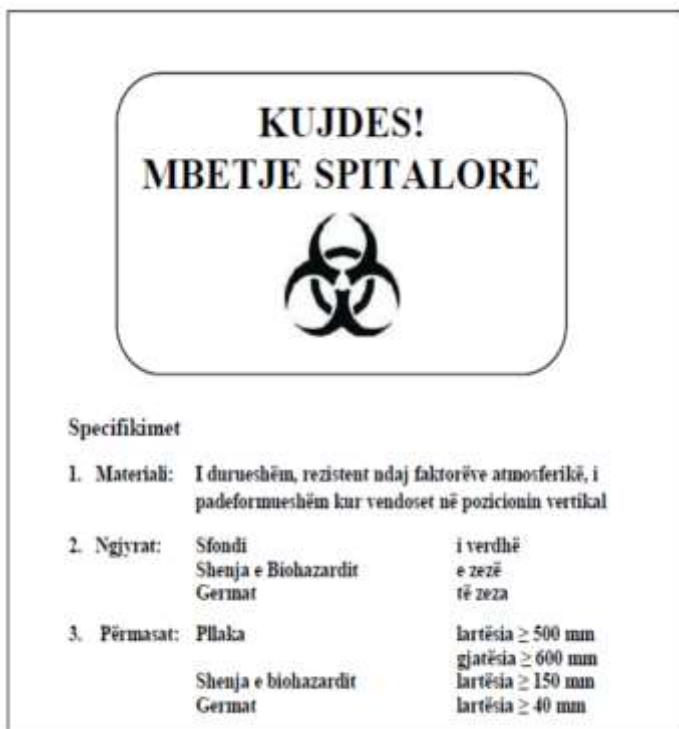 KUJDES!
MBETJE SPITALORE
Specifikimet
1. Materiali: I durueshëm, rezistent ndaj faktorëve atmosferikë, i
padeformueshëm kur vendoset në pozicionin vertikal
2. Ngjyrat: Sfondi i verdhë
Shenja e Biohazardit e zezë
Germat të zeza
3. Përmasat: Pllaka lartësia ≥ 500 mm
gjatësia ≥ 600 mm
Shenja e biohazardit lartësia ≥ 150 mm
Germat lartësia ≥ 40 mm